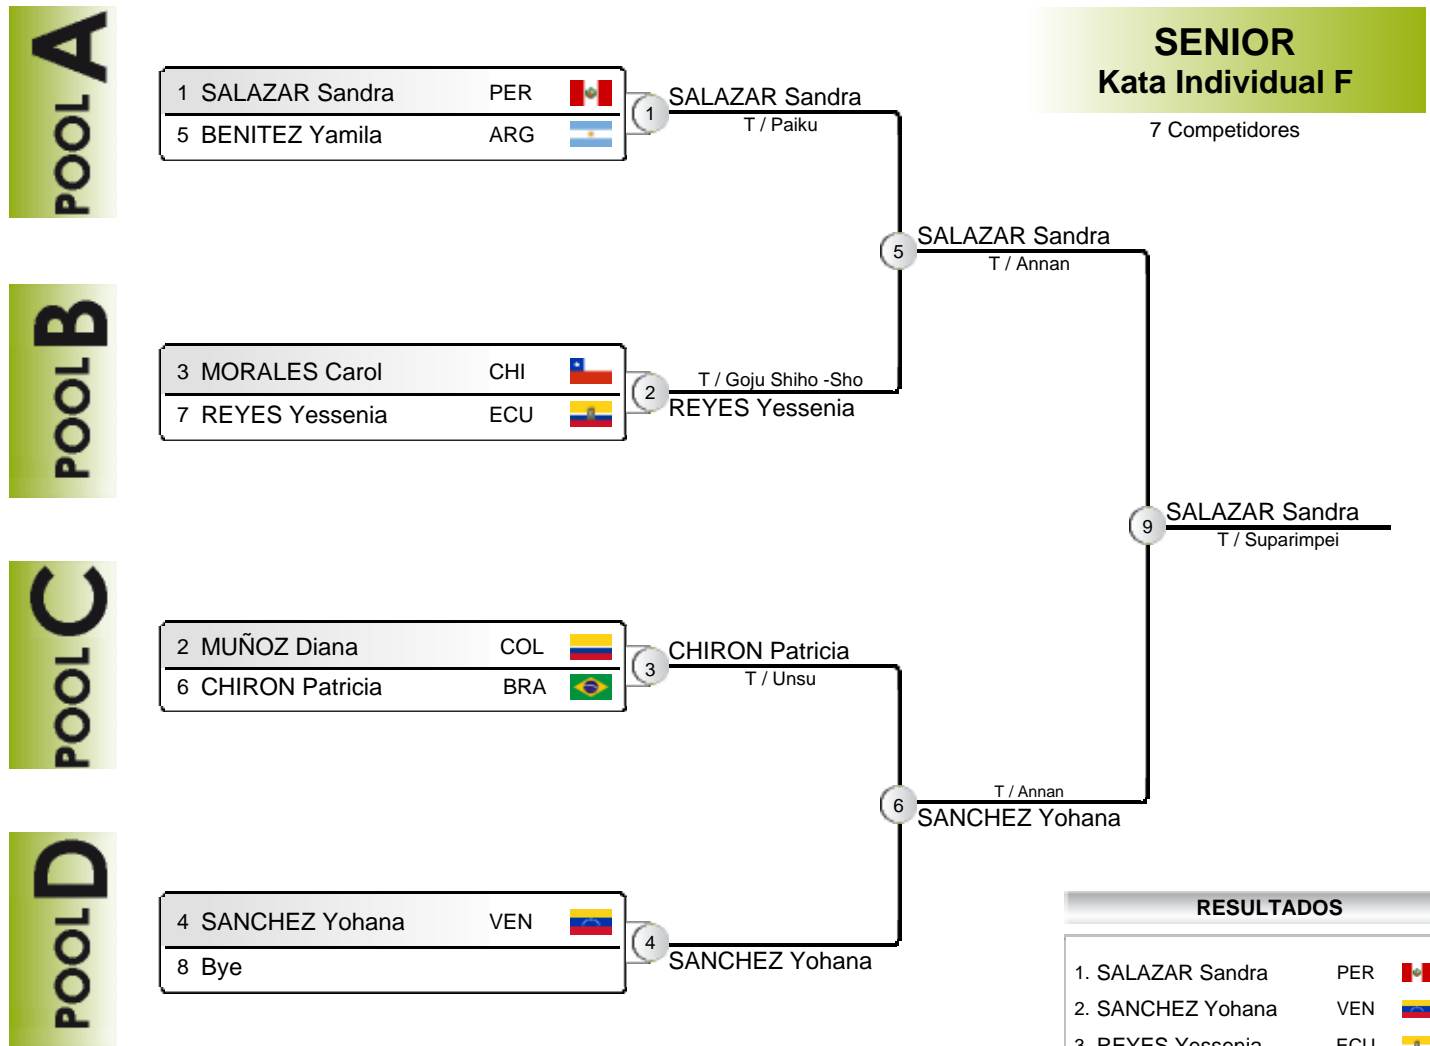 POOL A
SENIOR
Kata Individual F
7 Competidores
1 SALAZAR Sandra PER
5 BENITEZ Yamila ARG
1
SALAZAR Sandra
T / Paiku
5
SALAZAR Sandra
T / Annan
POOL B
3 MORALES Carol CHI
7 REYES Yessenia ECU
2
T / Goju Shiho -Sho
REYES Yessenia
9
SALAZAR Sandra
T / Suparimpei
POOL C
2 MUÑOZ Diana COL
6 CHIRON Patricia BRA
3
CHIRON Patricia
T / Unsu
6
T / Annan
SANCHEZ Yohana
POOL D
4 SANCHEZ Yohana VEN
8 Bye
4
SANCHEZ Yohana
RESULTADOS
1. SALAZAR Sandra PER
2. SANCHEZ Yohana VEN
3. REYES Yessenia ECU